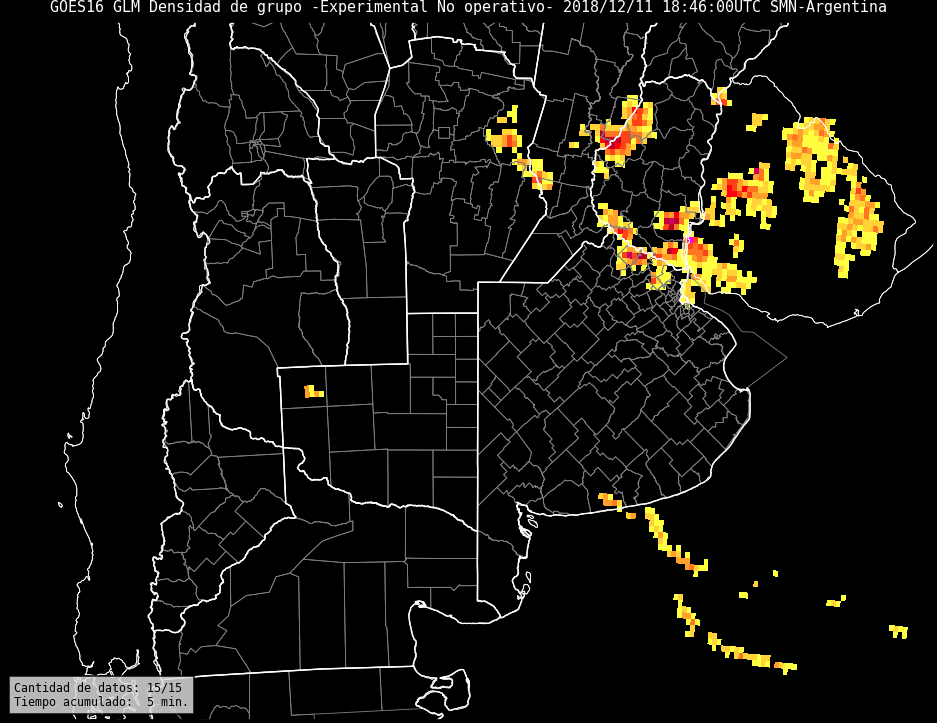 GOES16 GLM Densidad de grupo -Experimental No operativo- 2018/12/11 18:46:00UTC SMN-Argentina
Cantidad de datos: 15/15
Tiempo acumulado:  5 min.